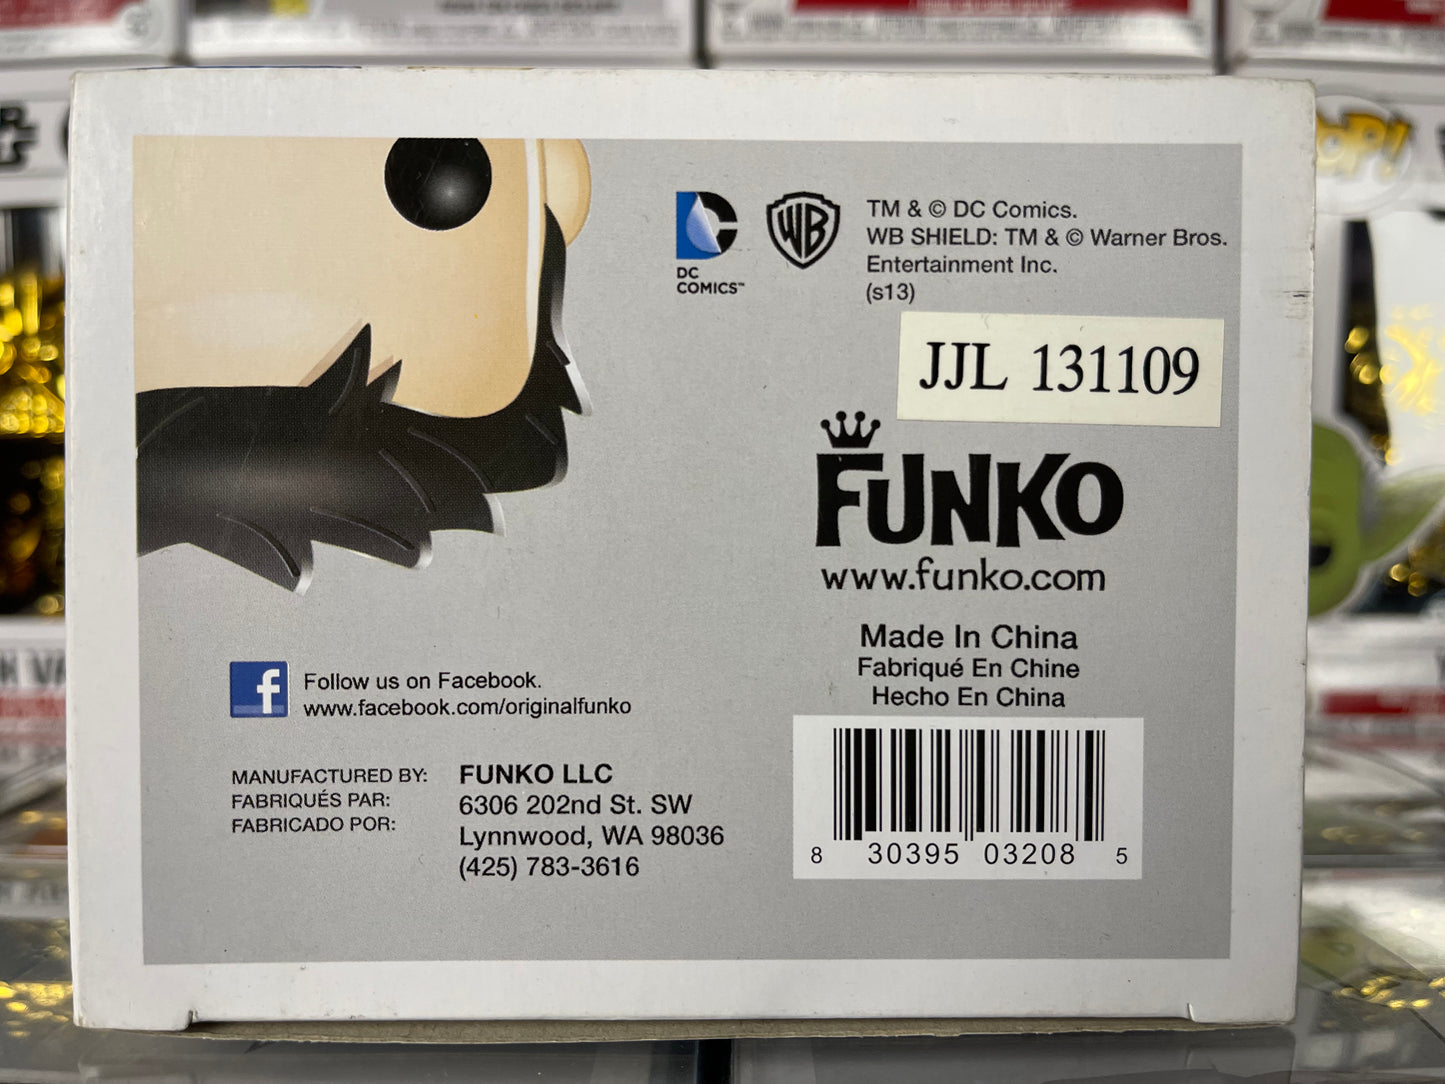 DC
COMICS™
WB
TM & © DC Comics.
WB SHIELD: TM & © Warner Bros.
Entertainment Inc.
(s13)
JJL 131109
FUNKO
www.funko.com
Made In China
Fabriqué En Chine
Hecho En China
f
Follow us on Facebook.
www.facebook.com/originalfunko
MANUFACTURED BY:
FABRIQUÉS PAR:
FABRICADO POR:
FUNKO LLC
6306 202nd St. SW
Lynnwood, WA 98036
(425) 783-3616
8 30395 03208 5
POP!